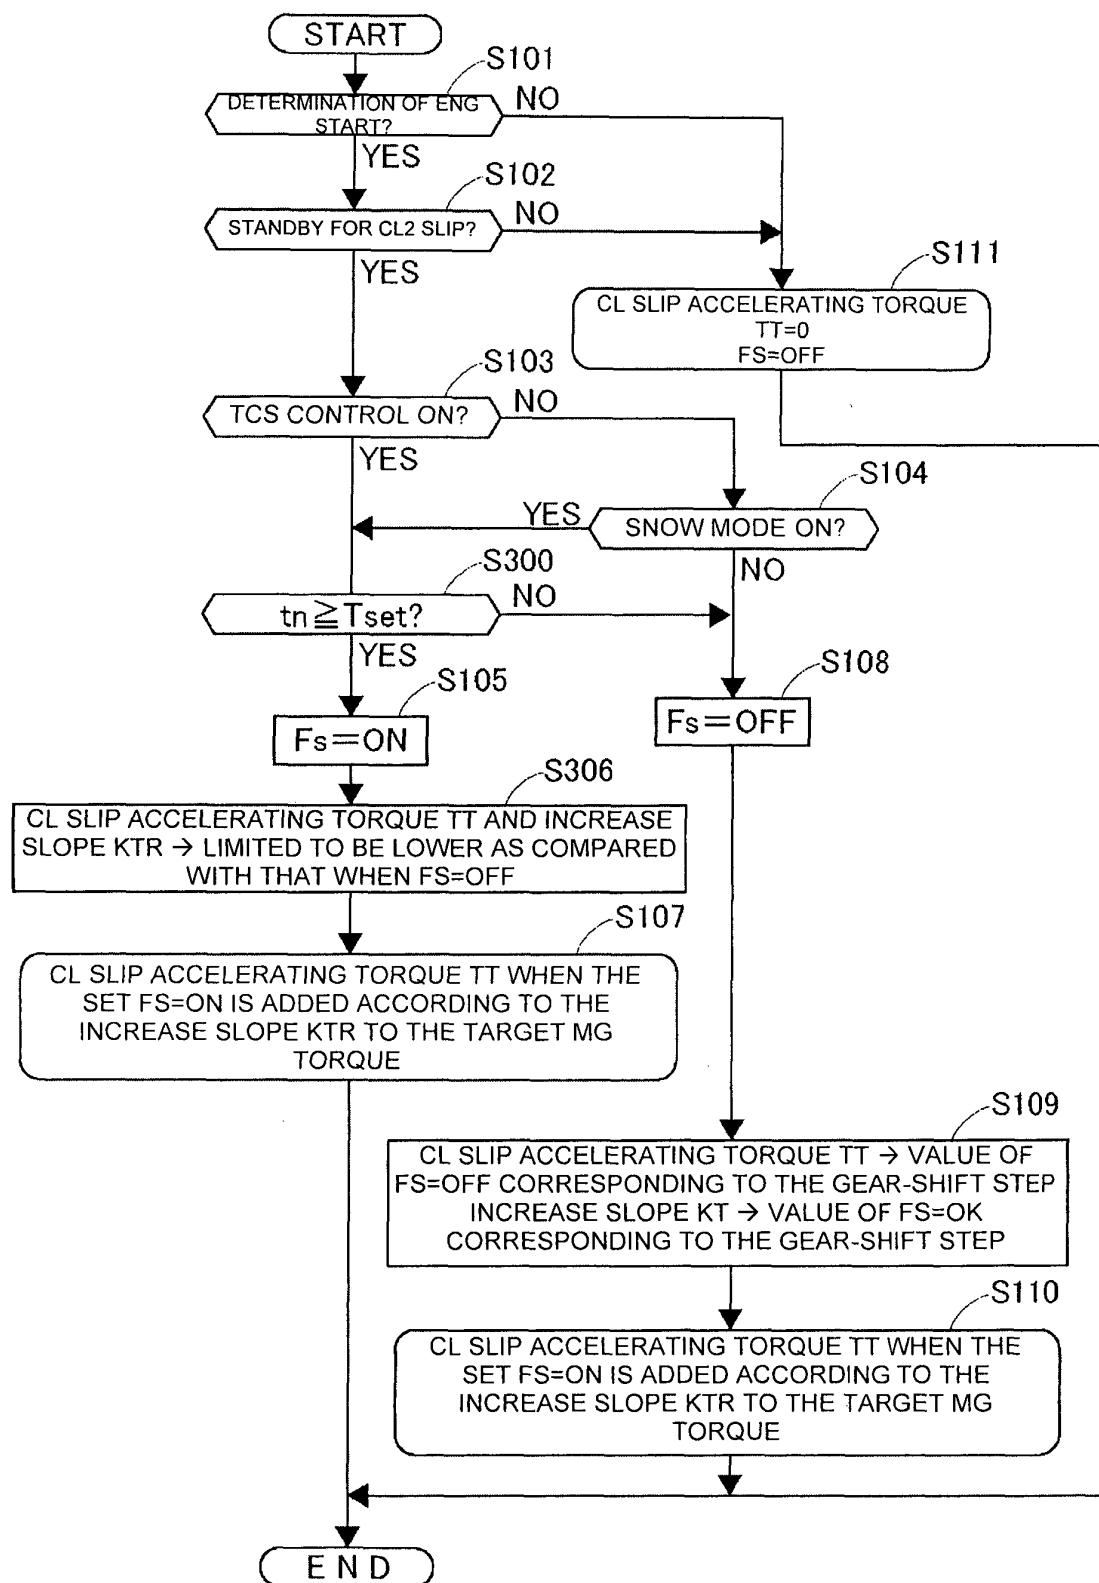 START
S101
DETERMINATION OF ENG
START?
NO
YES
S102
STANDBY FOR CL2 SLIP?
NO
YES
S111
CL SLIP ACCELERATING TORQUE
TT=0
FS=OFF
S103
TCS CONTROL ON?
NO
YES
S104
SNOW MODE ON?
YES
NO
S300
tn≧Tset?
NO
YES
S105
Fs=ON
S108
Fs=OFF
S306
CL SLIP ACCELERATING TORQUE TT AND INCREASE
SLOPE KTR → LIMITED TO BE LOWER AS COMPARED
WITH THAT WHEN FS=OFF
S107
CL SLIP ACCELERATING TORQUE TT WHEN THE
SET FS=ON IS ADDED ACCORDING TO THE
INCREASE SLOPE KTR TO THE TARGET MG
TORQUE
S109
CL SLIP ACCELERATING TORQUE TT → VALUE OF
FS=OFF CORRESPONDING TO THE GEAR-SHIFT STEP
INCREASE SLOPE KT → VALUE OF FS=OK
CORRESPONDING TO THE GEAR-SHIFT STEP
S110
CL SLIP ACCELERATING TORQUE TT WHEN THE
SET FS=ON IS ADDED ACCORDING TO THE
INCREASE SLOPE KTR TO THE TARGET MG
TORQUE
END